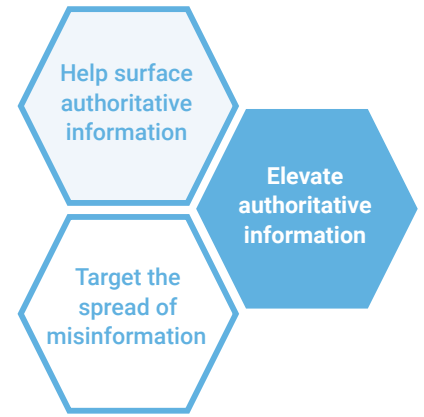 Help surface
authoritative
information
Elevate
authoritative
information
Target the
spread of
misinformation